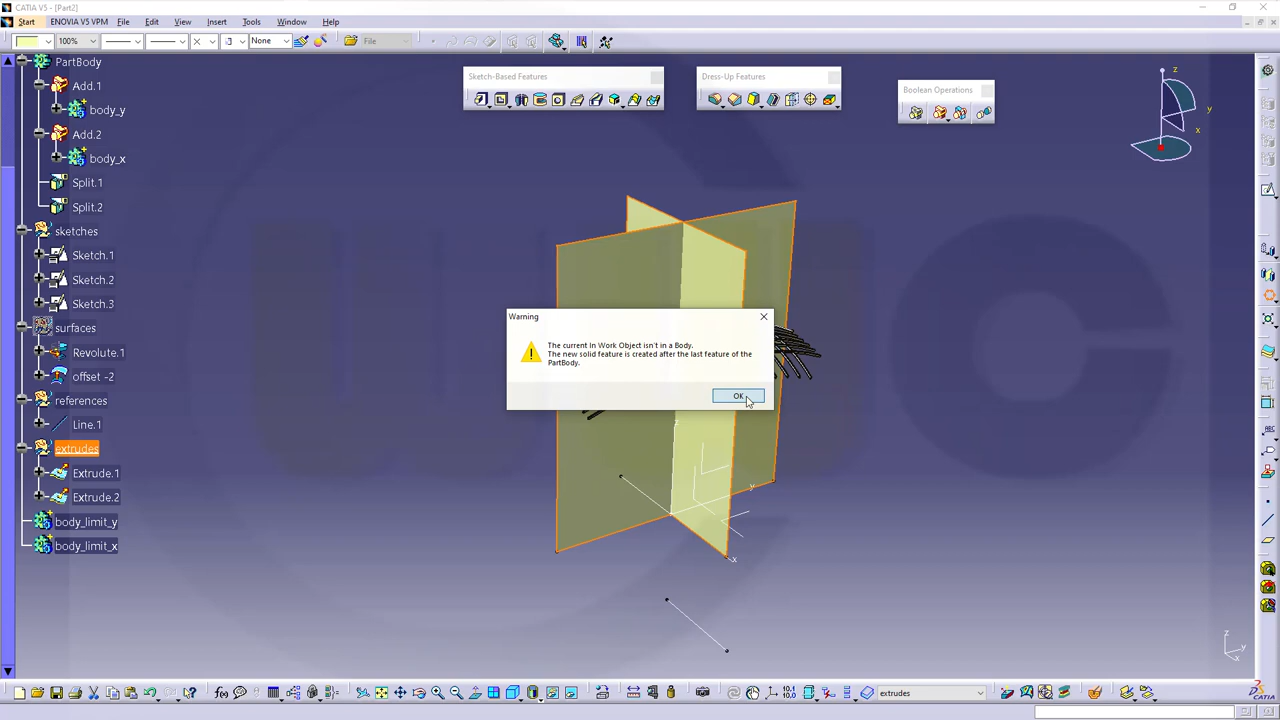 CATIA V5 - [Part2]
Start ENOVIA V5 VPM File Edit View Insert Tools Window Help
100% None File
PartBody
Add.1
body_y
Add.2
body_x
Split.1
Split.2
sketches
Sketch.1
Sketch.2
Sketch.3
surfaces
Revolute.1
offset -2
references
Line.1
extrudes
Extrude.1
Extrude.2
body_limit_y
body_limit_x
Sketch-Based Features
Dress-Up Features
Boolean Operations
z
y
x
Warning
The current In Work Object isn't in a Body.
The new solid feature is created after the last feature of the
PartBody.
OK
z
y
x
z
y
x
extrudes
CATIA